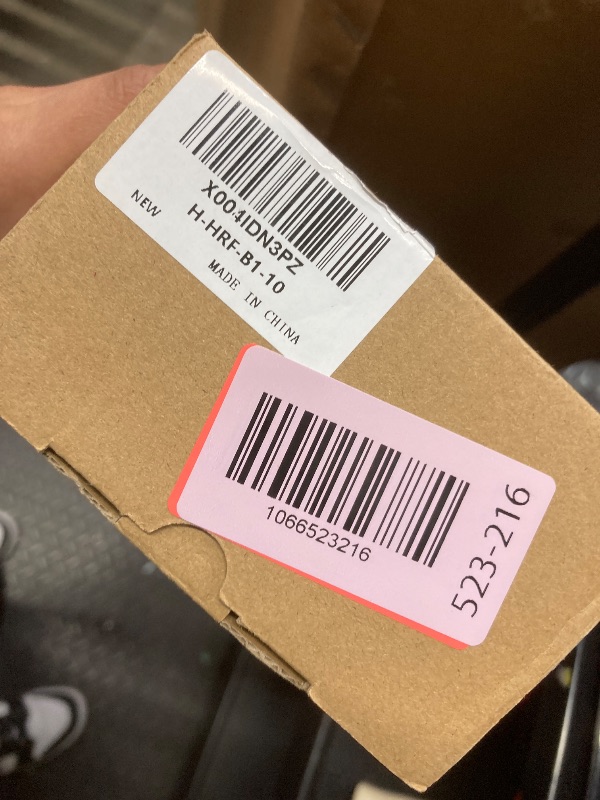 X004IDN3PZ
H-HRF-B1-10
NEW
MADE IN CHINA
1066523216
523-216